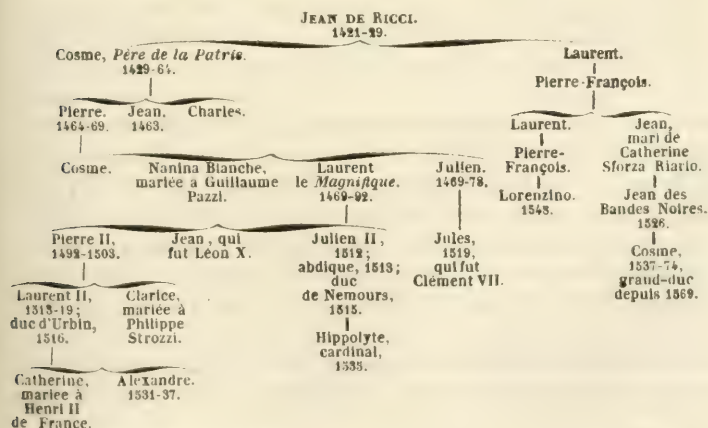 JEAN DE RICCI.
1421-29.
Cosme, Père de la Patrie.
1429-64.
Laurent.
Pierre-François.
Pierre.
1464-69.
Jean.
1463.
Charles.
Laurent.
Jean,
mari de
Catherine
Sforza Riario.
Cosme.
Nanina Blanche,
mariée a Guillaume
Pazzi.
Laurent
le Magnifique.
1469-92.
Julien.
1469-78.
Pierre-
François.
Lorenzino.
1548.
Jean des
Bandes Noires.
1526.
Pierre II,
1492-1503.
Jean, qui
fut Léon X.
Julien II,
1512;
abdique, 1513;
duc
de Nemours,
1515.
Jules,
1519,
qui fut
Clément VII.
Cosme,
1537-74,
grand-duc
depuis 1569.
Laurent II,
1513-19;
duc d'Urbin,
1516.
Clarice,
mariée à
Philippe
Strozzi.
Hippolyte,
cardinal,
1535.
Catherine,
mariee à
Henri II
de France.
Alexandre.
1531-37.